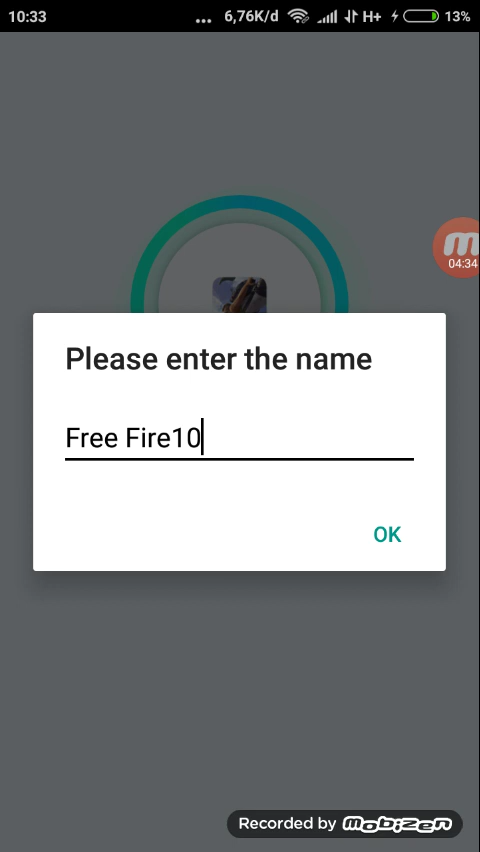 10:33 ... 6,76K/d H+ 13%
04:34
Please enter the name
Free Fire10
OK
Recorded by mobizen